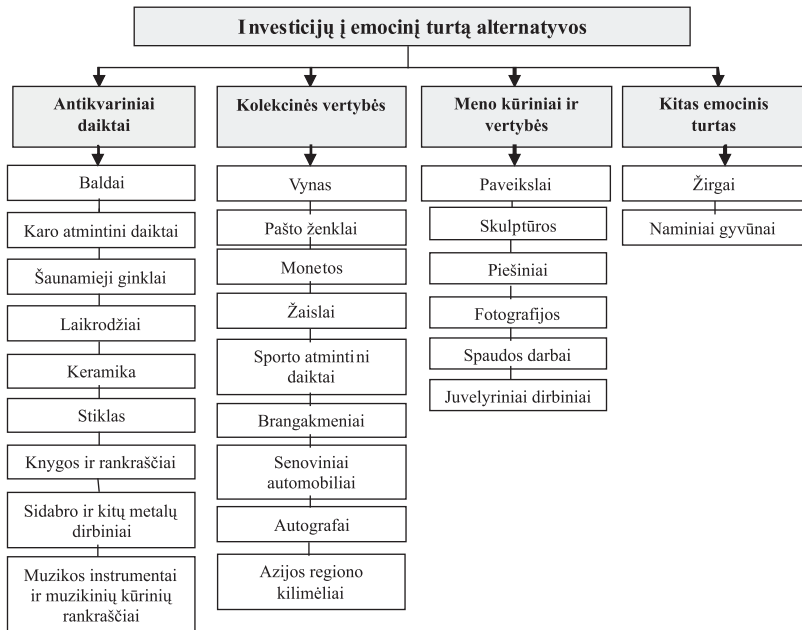 Investicijų į emocinį turtą alternatyvos
Antikvariniai
daiktai
Baldai
Karo atmintini daiktai
Šaunamieji ginklai
Laikrodžiai
Keramika
Stiklas
Knygos ir rankraščiai
Sidabro ir kitų metalų
dirbiniai
Muzikos instrumentai
ir muzikinių kūrinių
rankraščiai
Kolekcinės vertybės
Vynas
Pašto ženklai
Monetos
Žaislai
Sporto atmintini
daiktai
Brangakmeniai
Senoviniai
automobiliai
Autografai
Azijos regiono
kilimėliai
Meno kūriniai ir
vertybės
Paveikslai
Skulptūros
Piešiniai
Fotografijos
Spaudos darbai
Juvelyriniai dirbiniai
Kitas emocinis
turtas
Žirgai
Naminiai gyvūnai